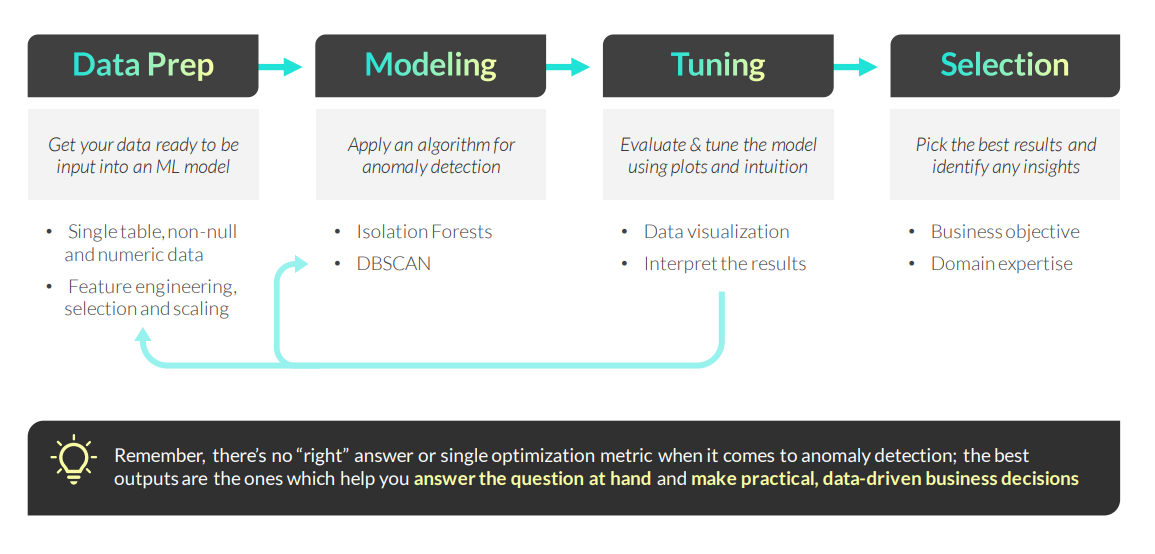 Data Prep
Modeling
Tuning
Selection
Get your data ready to be
input into an ML model
Apply an algorithm for
anomaly detection
Evaluate & tune the model
using plots and intuition
Pick the best results and
identify any insights
• Single table, non-null
and numeric data
• Feature engineering,
selection and scaling
• Isolation Forests
• DBSCAN
• Data visualization
• Interpret the results
• Business objective
• Domain expertise
Remember, there’s no “right” answer or single optimization metric when it comes to anomaly detection; the best
outputs are the ones which help you answer the question at hand and make practical, data-driven business decisions